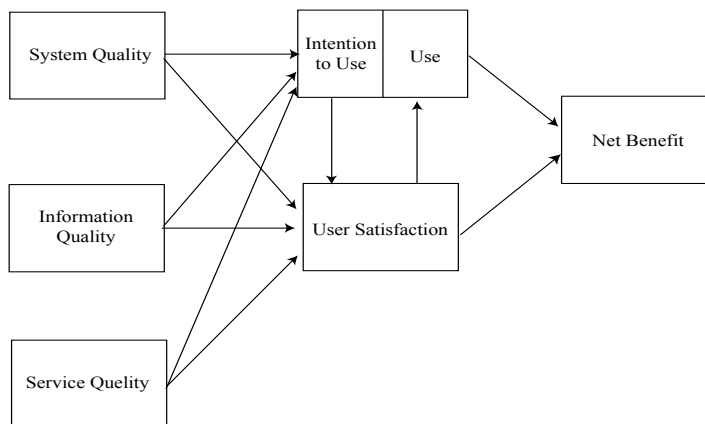 System Quality
Intention
to Use
Use
Net Benefit
Information
Quality
User Satisfaction
Service Quelity